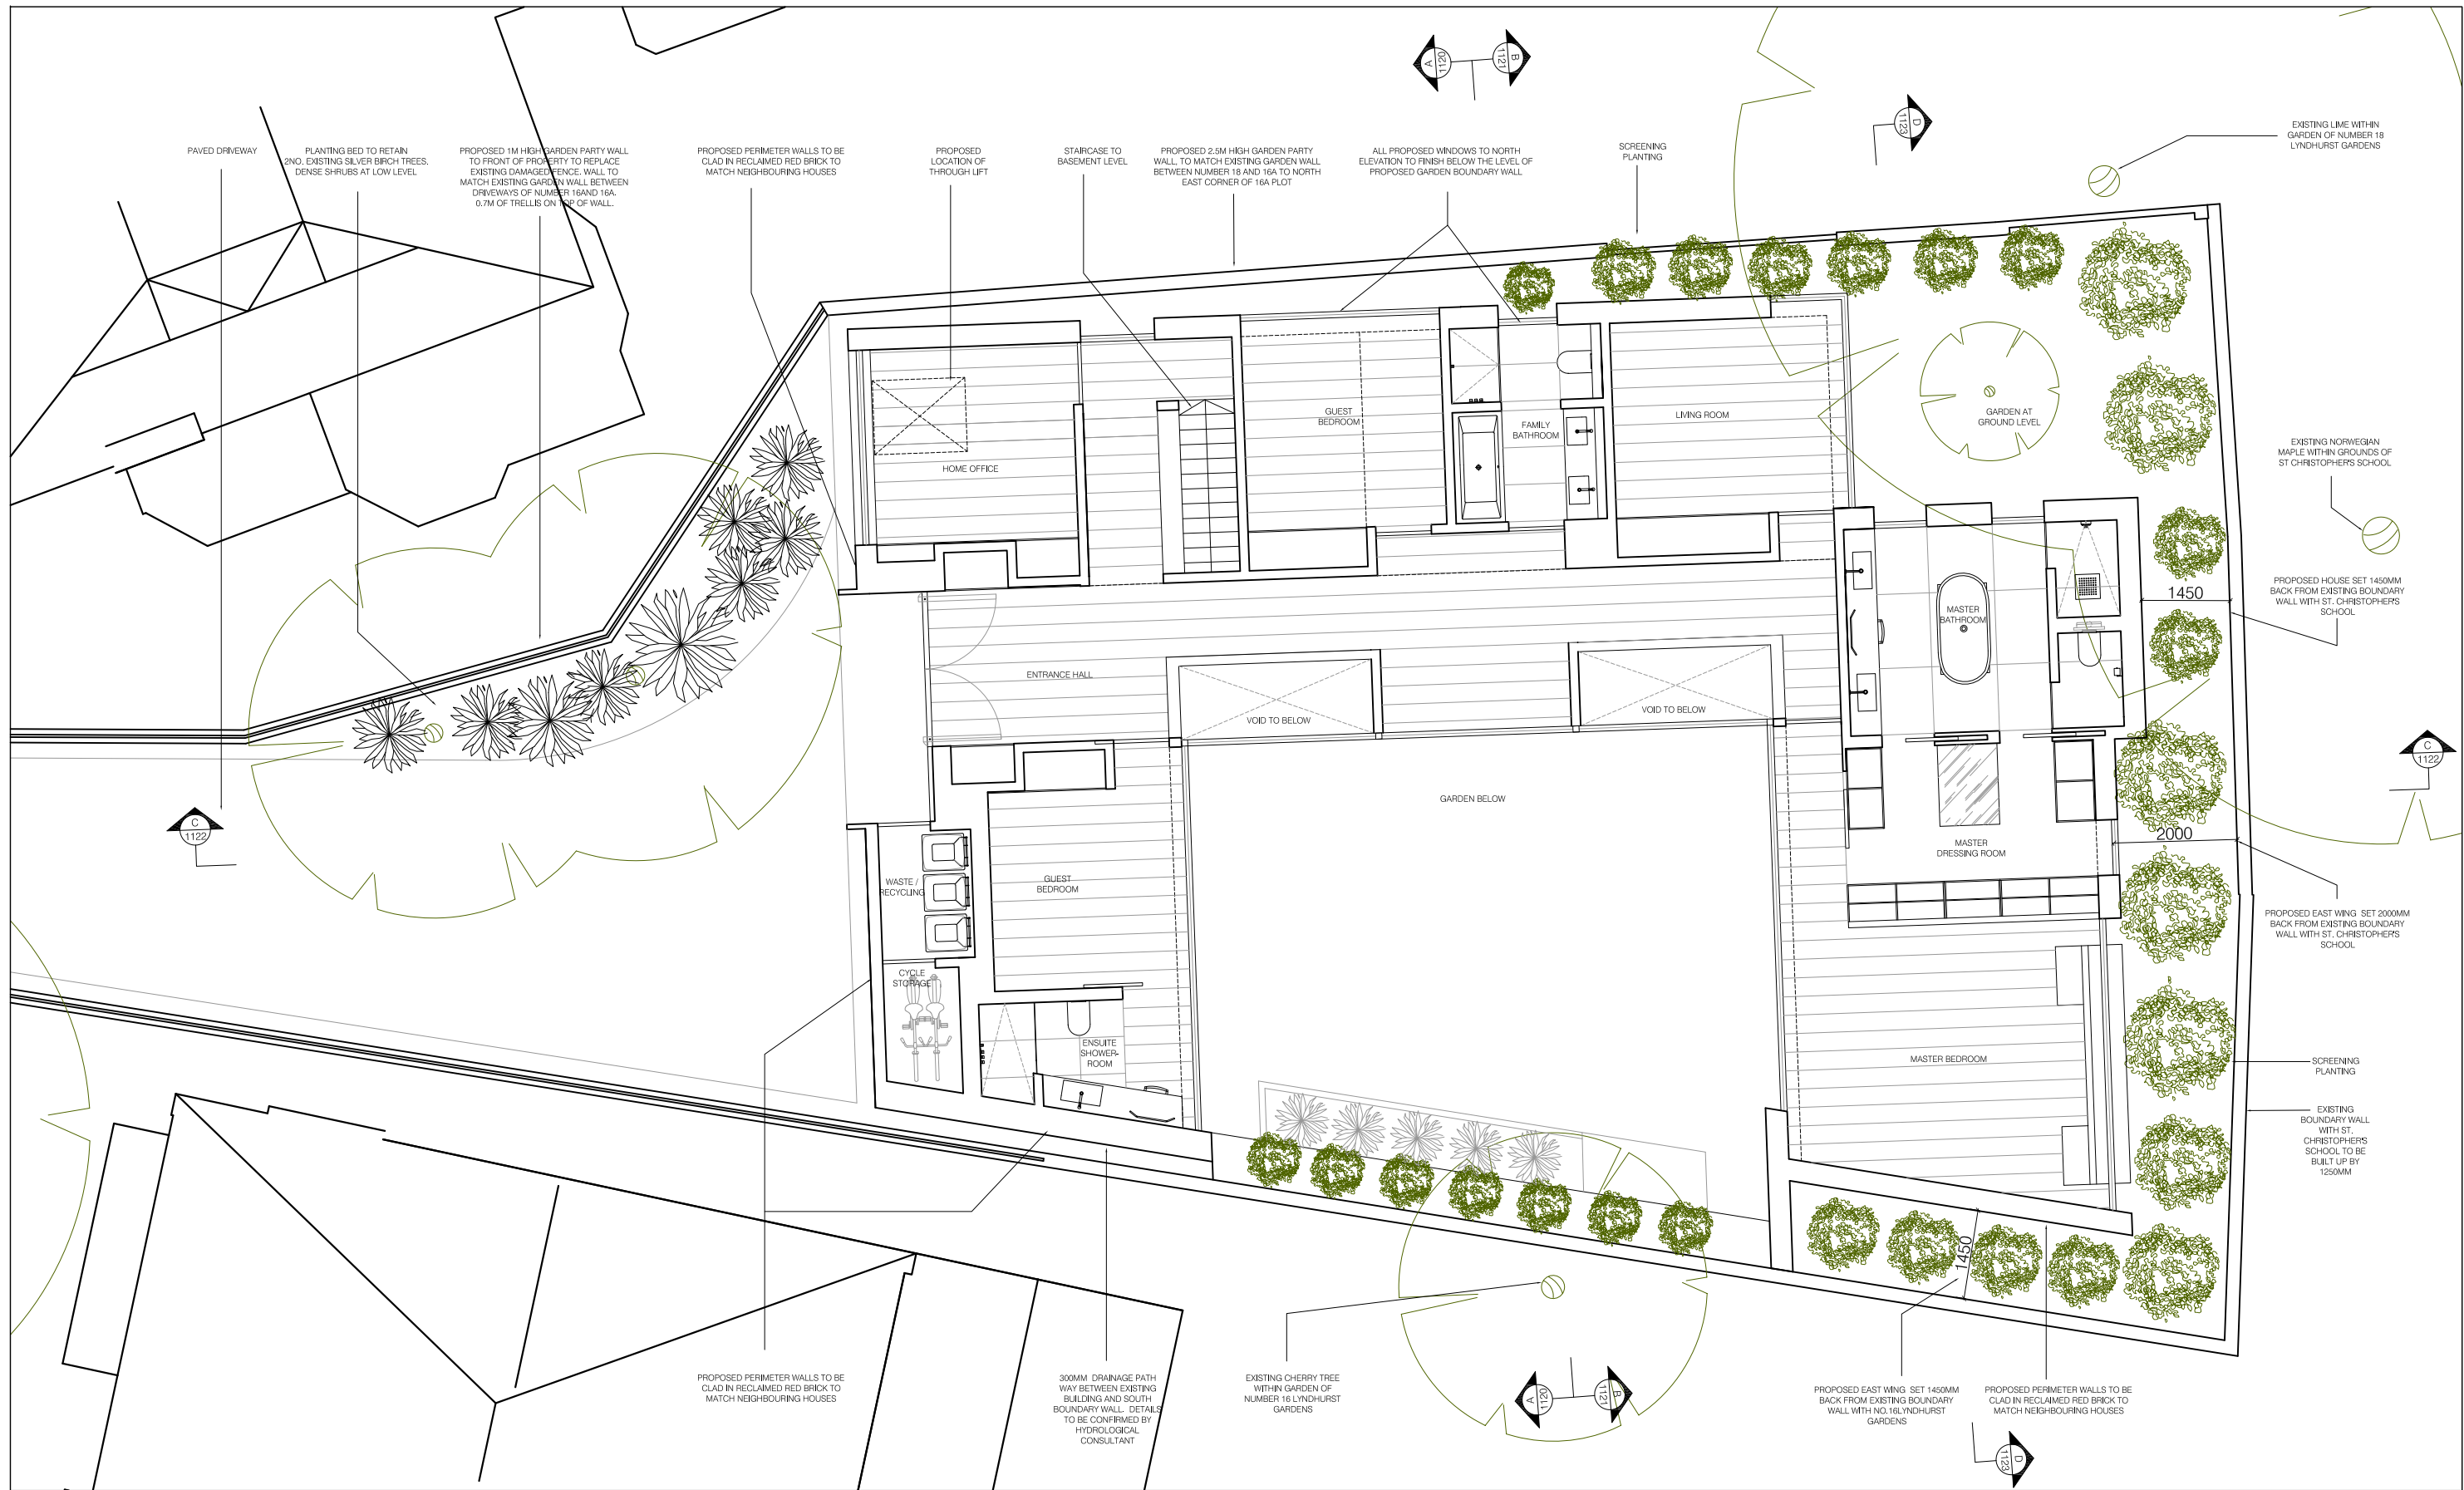 PAVED DRIVEWAY
PLANTING BED TO RETAIN
2NO. EXISTING SILVER BIRCH TREES,
DENSE SHRUBS AT LOW LEVEL
PROPOSED 1M HIGH GARDEN PARTY WALL
TO FRONT OF PROPERTY TO REPLACE
EXISTING DAMAGED FENCE. WALL TO
MATCH EXISTING GARDEN WALL BETWEEN
DRIVEWAYS OF NUMBER 16AND 16A.
0.7M OF TRELLIS ON TOP OF WALL.
PROPOSED PERIMETER WALLS TO BE
CLAD IN RECLAIMED RED BRICK TO
MATCH NEIGHBOURING HOUSES
PROPOSED
LOCATION OF
THROUGH LIFT
STAIRCASE TO
BASEMENT LEVEL
PROPOSED 2.5M HIGH GARDEN PARTY
WALL, TO MATCH EXISTING GARDEN WALL
BETWEEN NUMBER 18 AND 16A TO NORTH
EAST CORNER OF 16A PLOT
A
1120
B
1121
ALL PROPOSED WINDOWS TO NORTH
ELEVATION TO FINISH BELOW THE LEVEL OF
PROPOSED GARDEN BOUNDARY WALL
SCREENING
PLANTING
D
1123
EXISTING LIME WITHIN
GARDEN OF NUMBER 18
LYNDHURST GARDENS
EXISTING NORWEGIAN
MAPLE WITHIN GROUNDS OF
ST CHRISTOPHER'S SCHOOL
PROPOSED HOUSE SET 1450MM
BACK FROM EXISTING BOUNDARY
WALL WITH ST. CHRISTOPHER'S
SCHOOL
HOME OFFICE
GUEST
BEDROOM
FAMILY
BATHROOM
LIVING ROOM
GARDEN AT
GROUND LEVEL
1450
MASTER
BATHROOM
ENTRANCE HALL
VOID TO BELOW
VOID TO BELOW
C
1122
C
1122
GARDEN BELOW
2000
MASTER
DRESSING ROOM
WASTE /
RECYCLING
GUEST
BEDROOM
PROPOSED EAST WING SET 2000MM
BACK FROM EXISTING BOUNDARY
WALL WITH ST. CHRISTOPHER'S
SCHOOL
CYCLE
STORAGE
ENSUITE
SHOWER-
ROOM
MASTER BEDROOM
SCREENING
PLANTING
EXISTING
BOUNDARY WALL
WITH ST.
CHRISTOPHER'S
SCHOOL TO BE
BUILT UP BY
1250MM
1450
PROPOSED PERIMETER WALLS TO BE
CLAD IN RECLAIMED RED BRICK TO
MATCH NEIGHBOURING HOUSES
300MM DRAINAGE PATH
WAY BETWEEN EXISTING
BUILDING AND SOUTH
BOUNDARY WALL. DETAILS
TO BE CONFIRMED BY
HYDROLOGICAL
CONSULTANT
EXISTING CHERRY TREE
WITHIN GARDEN OF
NUMBER 16 LYNDHURST
GARDENS
A
1120
B
1121
PROPOSED EAST WING SET 1450MM
BACK FROM EXISTING BOUNDARY
WALL WITH NO.16LYNDHURST
GARDENS
PROPOSED PERIMETER WALLS TO BE
CLAD IN RECLAIMED RED BRICK TO
MATCH NEIGHBOURING HOUSES
D
1123